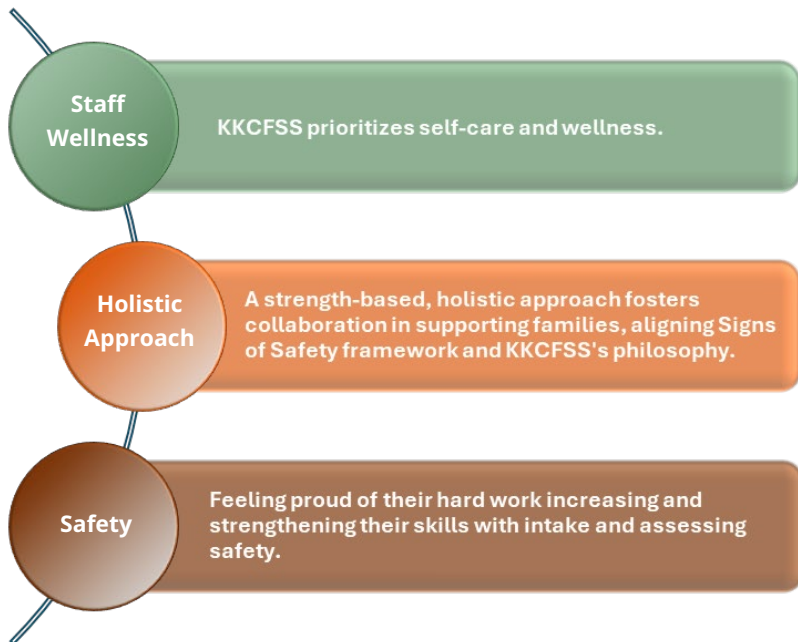 Staff
Wellness
KKCFSS prioritizes self-care and wellness.
Holistic
Approach
A strength-based, holistic approach fosters
collaboration in supporting families, aligning Signs
of Safety framework and KKCFSS's philosophy.
Safety
Feeling proud of their hard work increasing and
strengthening their skills with intake and assessing
safety.